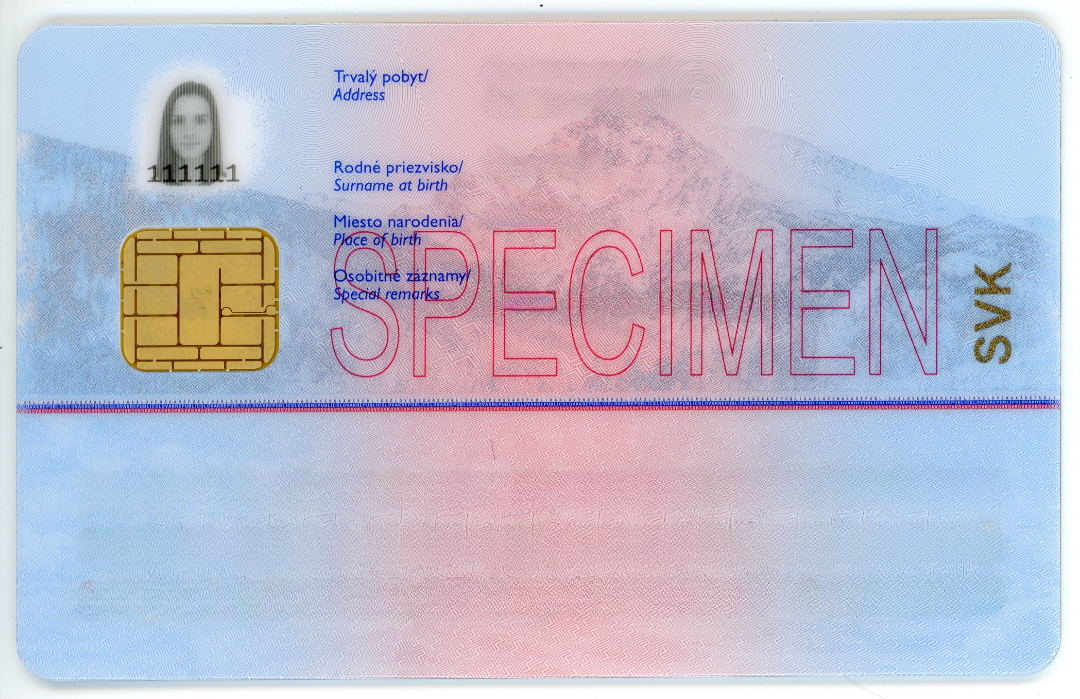 Trvalý pobyt/
Address
111111
Rodné priezvisko/
Surname at birth
Miesto narodenia/
Place of birth
Osobitné záznamy/
Special remarks
SPECIMEN
SVK